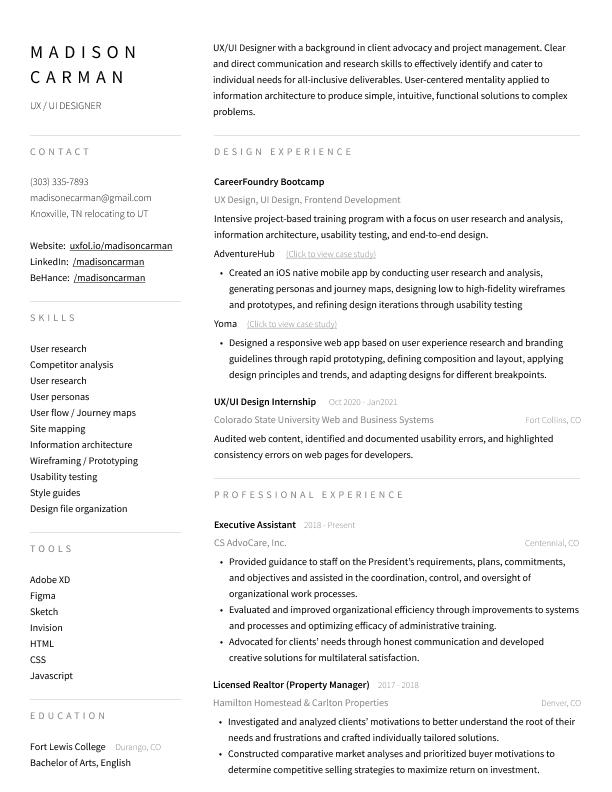 MADISON
CARMAN
UX / UI DESIGNER
CONTACT
(303) 335-7893
madisonecarman@gmail.com
Knoxville, TN relocating to UT
Website: uxfol.io/madisoncarman
LinkedIn: /madisoncarman
BeHance: /madisoncarman
SKILLS
User research
Competitor analysis
User research
User personas
User flow / Journey maps
Site mapping
Information architecture
Wireframing / Prototyping
Usability testing
Style guides
Design file organization
TOOLS
Adobe XD
Figma
Sketch
Invision
HTML
CSS
Javascript
EDUCATION
Fort Lewis College Durango, CO
Bachelor of Arts, English
UX/UI Designer with a background in client advocacy and project management. Clear
and direct communication and research skills to effectively identify and cater to
individual needs for all-inclusive deliverables. User-centered mentality applied to
information architecture to produce simple, intuitive, functional solutions to complex
problems.
DESIGN EXPERIENCE
CareerFoundry Bootcamp
UX Design, UI Design, Frontend Development
Intensive project-based training program with a focus on user research and analysis,
information architecture, usability testing, and end-to-end design.
AdventureHub (Click to view case study)
• Created an iOS native mobile app by conducting user research and analysis,
generating personas and journey maps, designing low to high-fidelity wireframes
and prototypes, and refining design iterations through usability testing
Yoma (Click to view case study)
• Designed a responsive web app based on user experience research and branding
guidelines through rapid prototyping, defining composition and layout, applying
design principles and trends, and adapting designs for different breakpoints.
UX/UI Design Internship Oct 2020 - Jan2021
Colorado State University Web and Business Systems Fort Collins, CO
Audited web content, identified and documented usability errors, and highlighted
consistency errors on web pages for developers.
PROFESSIONAL EXPERIENCE
Executive Assistant 2018 - Present
CS AdvoCare, Inc. Centennial, CO
• Provided guidance to staff on the President's requirements, plans, commitments,
and objectives and assisted in the coordination, control, and oversight of
organizational work processes.
• Evaluated and improved organizational efficiency through improvements to systems
and processes and optimizing efficacy of administrative training.
• Advocated for clients' needs through honest communication and developed
creative solutions for multilateral satisfaction.
Licensed Realtor (Property Manager) 2017 - 2018
Hamilton Homestead & Carlton Properties Denver, CO
• Investigated and analyzed clients' motivations to better understand the root of their
needs and frustrations and crafted individually tailored solutions.
• Constructed comparative market analyses and prioritized buyer motivations to
determine competitive selling strategies to maximize return on investment.